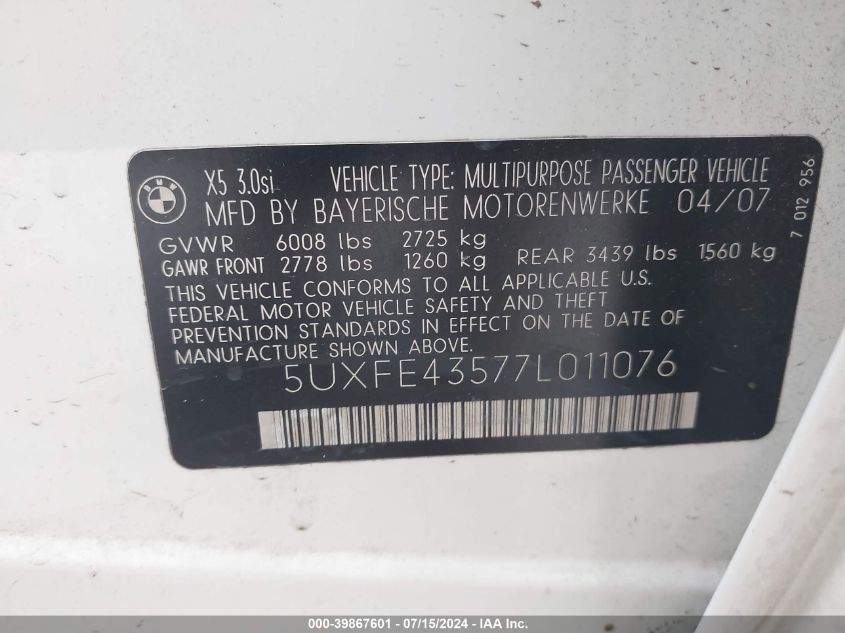 BMW
X5 3.0si VEHICLE TYPE: MULTIPURPOSE PASSENGER VEHICLE
MFD BY BAYERISCHE MOTORENWERKE 04/07
GVWR 6008 lbs 2725 kg
GAWR FRONT 2778 lbs 1260 kg REAR 3439 lbs 1560 kg
THIS VEHICLE CONFORMS TO ALL APPLICABLE U.S.
FEDERAL MOTOR VEHICLE SAFETY AND THEFT
PREVENTION STANDARDS IN EFFECT ON THE DATE OF
MANUFACTURE SHOWN ABOVE.
5UXFE43577L011076
7 012 956
000-39867601 - 07/15/2024 - IAAI.COM